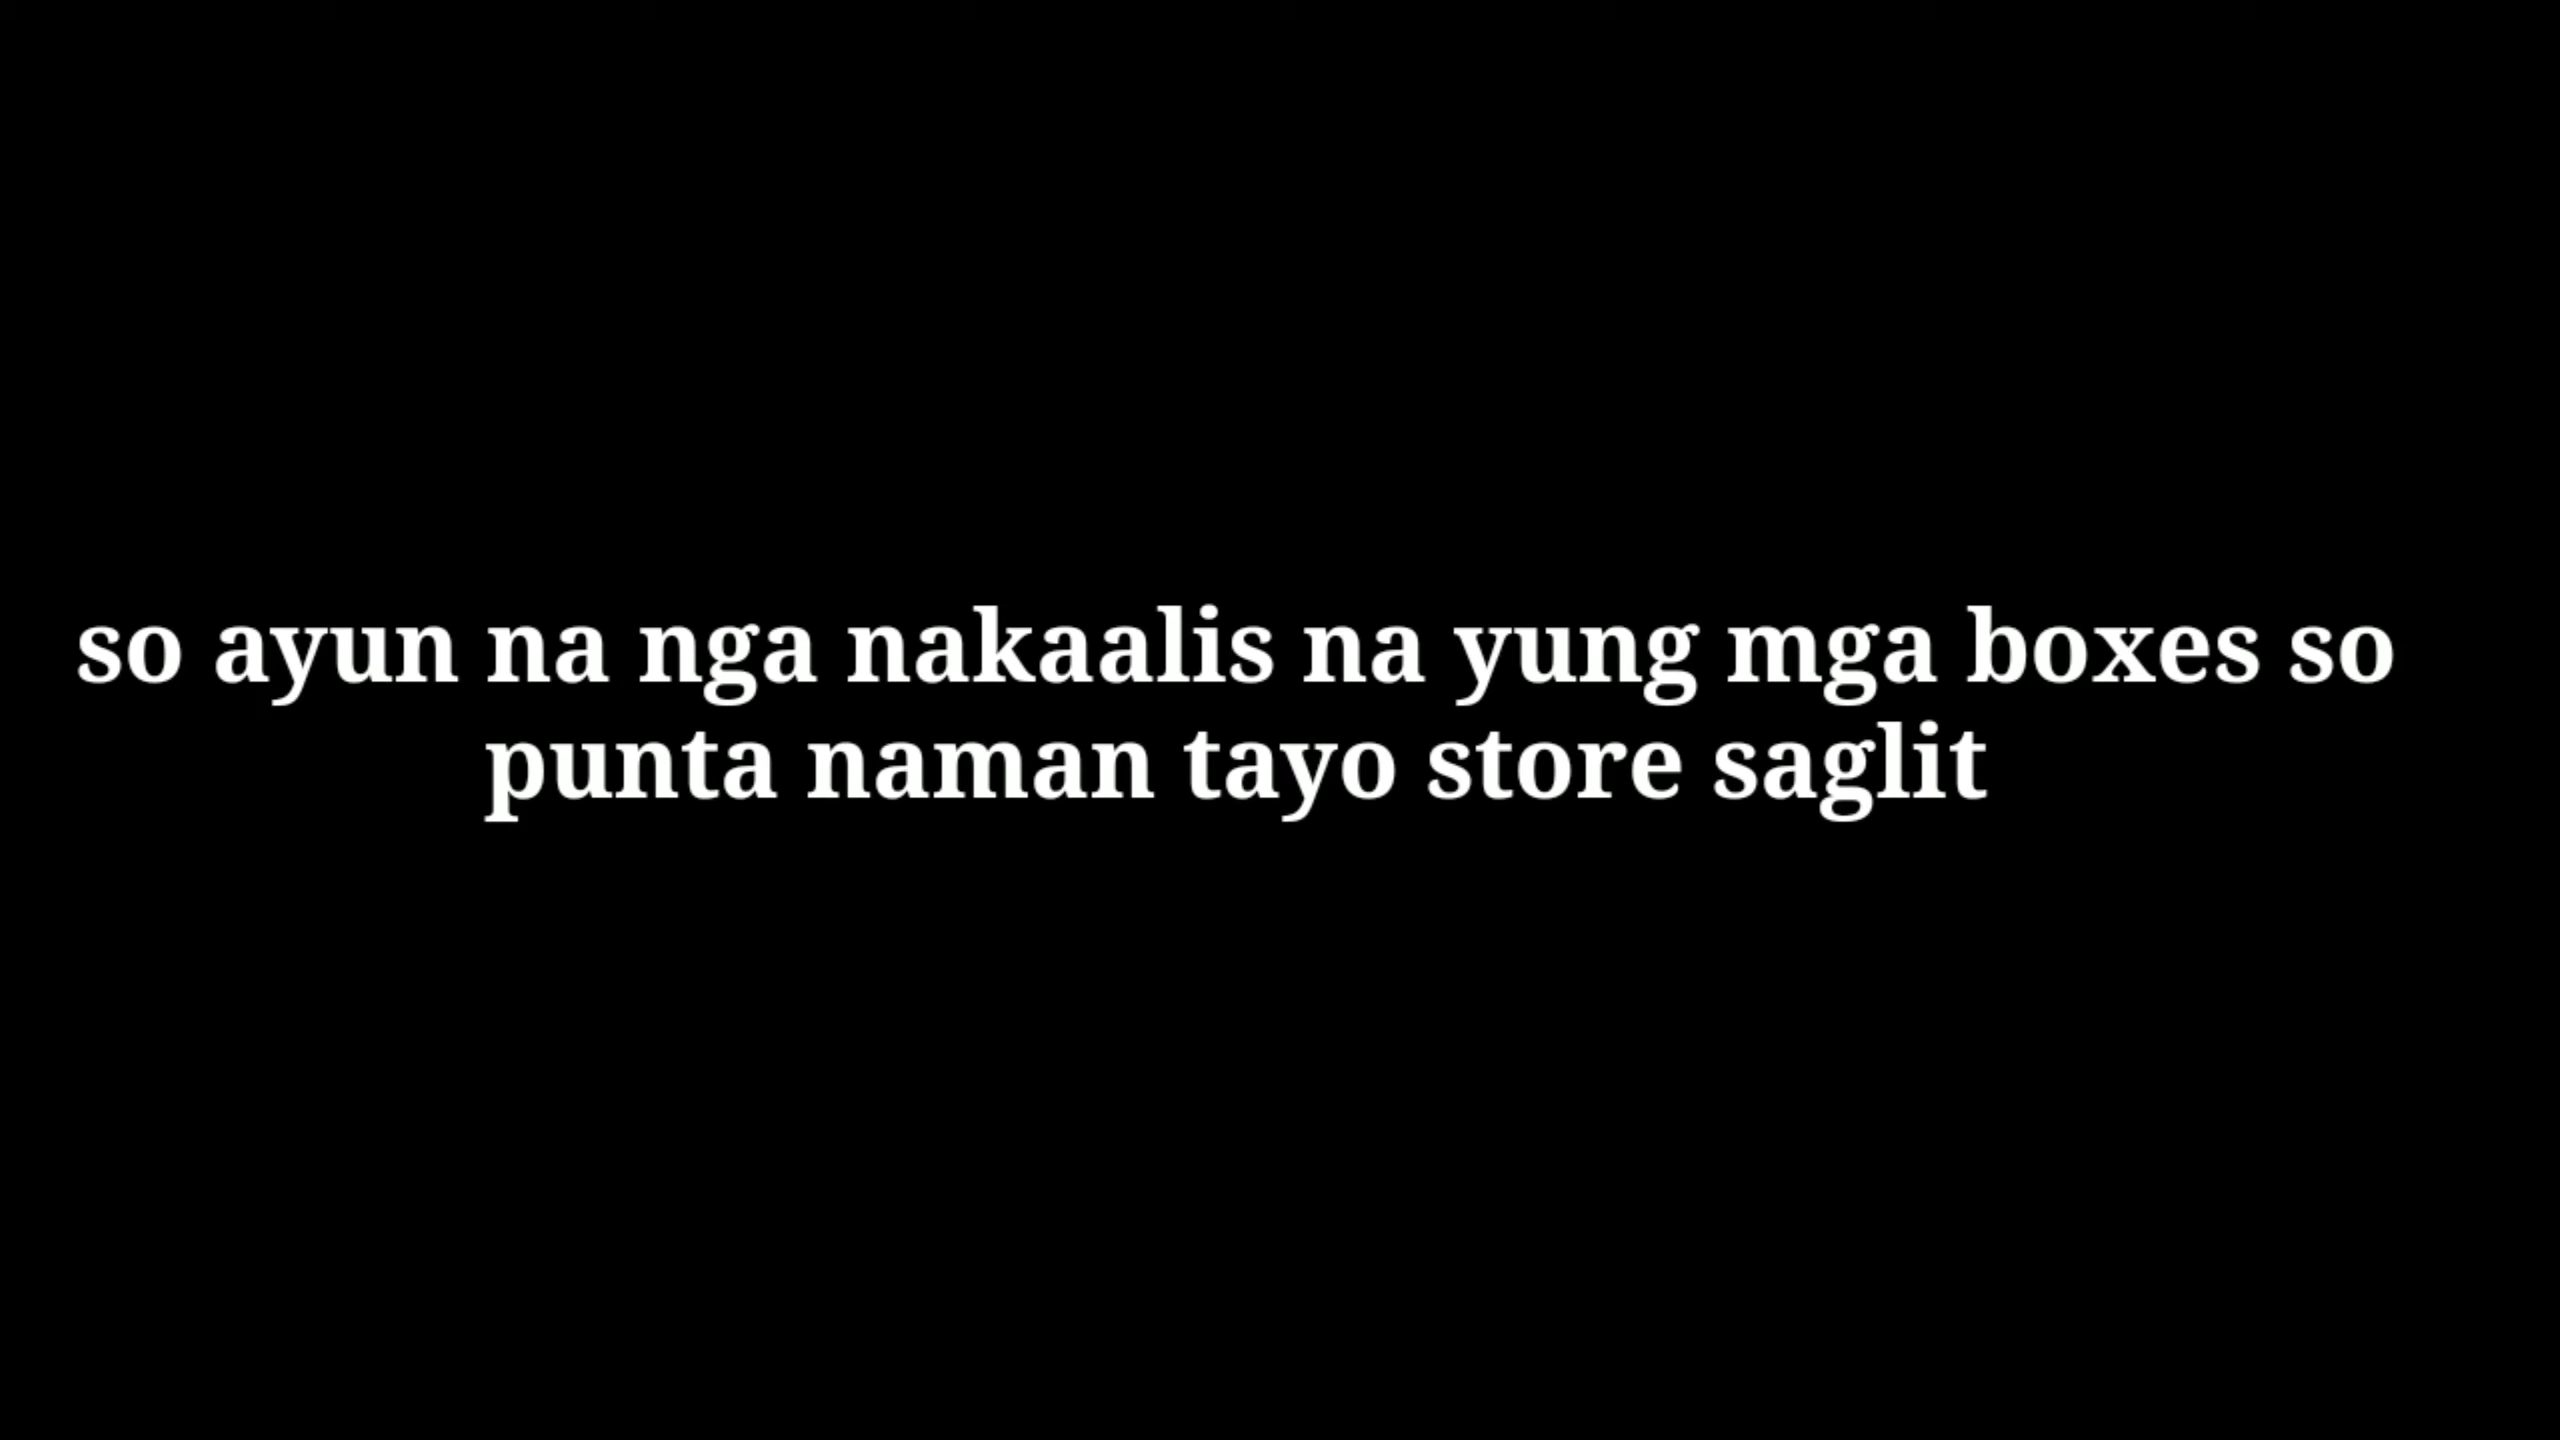 so ayun na nga nakaalis na yung mga boxes so
punta naman tayo store saglit